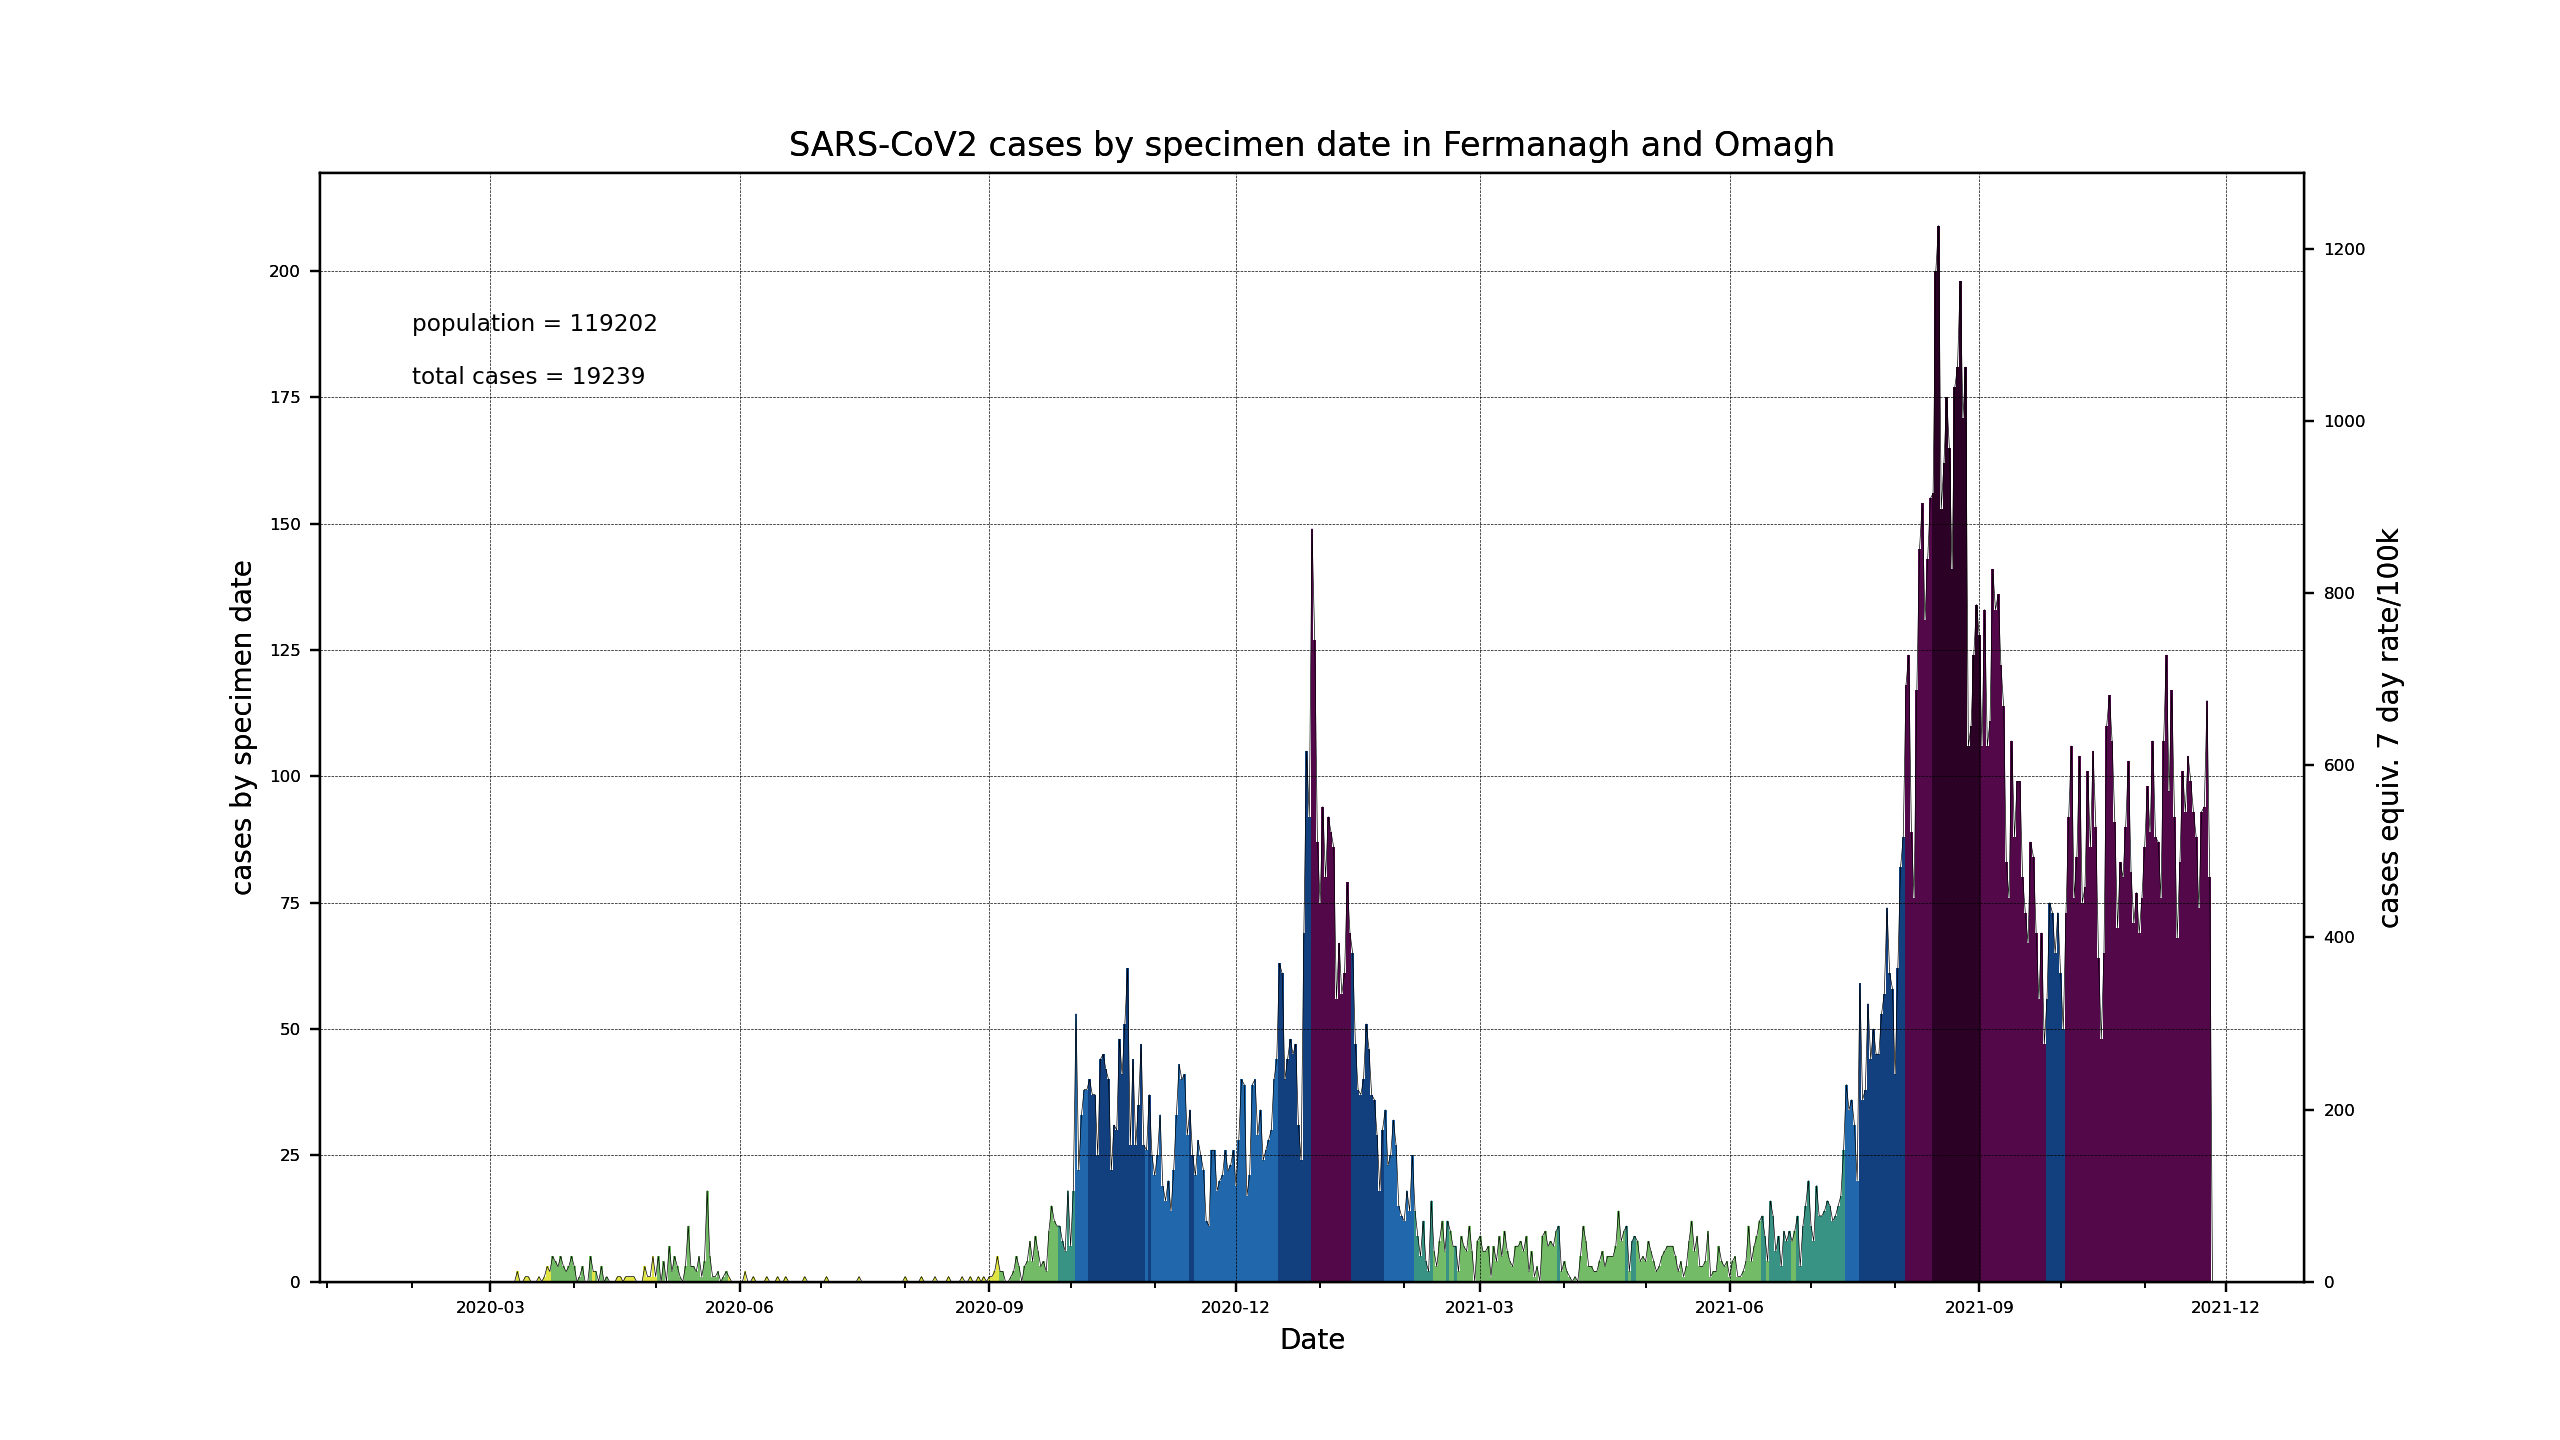 SARS-CoV2 cases by specimen date in Fermanagh and Omagh
population = 119202
total cases = 19239
cases by specimen date
200
175
150
125
100
75
50
25
0
1200
1000
800
600
400
200
0
cases equiv. 7 day rate/100k
2020-03 2020-06 2020-09 2020-12 2021-03 2021-06 2021-09 2021-12
Date